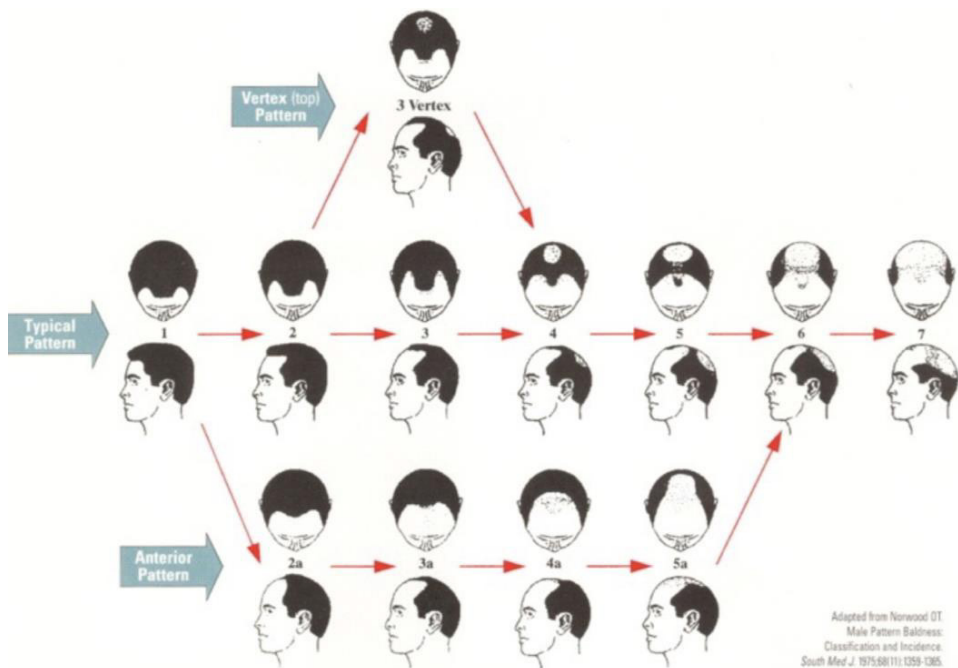 Vertex (top)
Pattern
3 Vertex
Typical
Pattern
1
2
3
4
5
6
7
Anterior
Pattern
2a
3a
4a
5a
Adapted from Norwood OT.
Male Pattern Baldness:
Classification and Incidence.
South Med J. 1975;68(11):1359-1365.